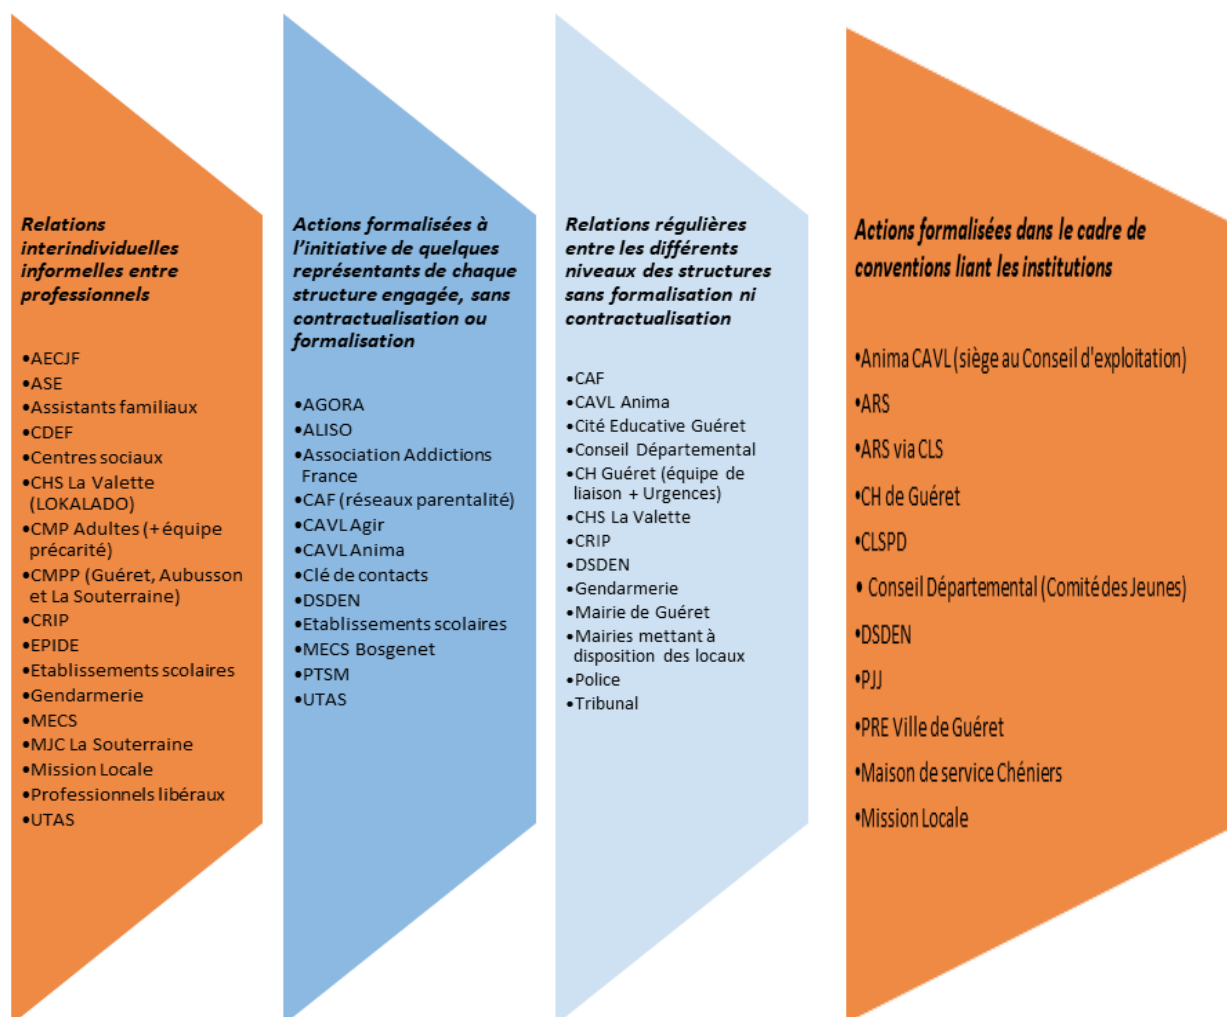 Relations
interindividuelles
informelles entre
professionnels
•AECJF
•ASE
•Assistants familiaux
•CDEF
•Centres sociaux
•CHS La Valette
(LOKALADO)
•CMP Adultes (+ équipe
précarité)
•CMPP (Guéret, Aubusson
et La Souterraine)
•CRIP
•EPIDE
•Etablissements scolaires
•Gendarmerie
•MECS
•MJC La Souterraine
•Mission Locale
•Professionnels libéraux
•UTAS
Actions formalisées à
l’initiative de quelques
représentants de chaque
structure engagée, sans
contractualisation ou
formalisation
•AGORA
•ALISO
•Association Addictions
France
•CAF (réseaux parentalité)
•CAVL Agir
•CAVL Anima
•Clé de contacts
•DSDEN
•Etablissements scolaires
•MECS Bosgenet
•PTSM
•UTAS
Relations régulières
entre les différents
niveaux des structures
sans formalisation ni
contractualisation
•CAF
•CAVL Anima
•Cité Educative Guéret
•Conseil Départemental
•CH Guéret (équipe de
liaison + Urgences)
•CHS La Valette
•CRIP
•DSDEN
•Gendarmerie
•Mairie de Guéret
•Mairies mettant à
disposition des locaux
•Police
•Tribunal
Actions formalisées dans le cadre de
conventions liant les institutions
•Anima CAVL (siège au Conseil d'exploitation)
•ARS
•ARS via CLS
•CH de Guéret
•CLSPD
• Conseil Départemental (Comité des Jeunes)
•DSDEN
•PJJ
•PRE Ville de Guéret
•Maison de service Chéniers
•Mission Locale